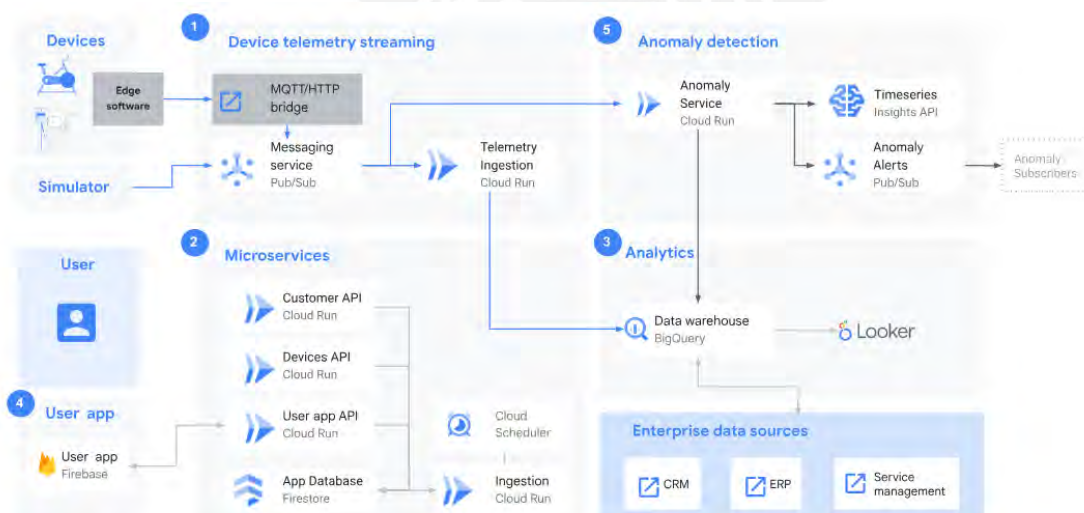 Devices
Edge
software
Simulator
1
Device telemetry streaming
MQTT/HTTP
bridge
Messaging
service
Pub/Sub
Telemetry
Ingestion
Cloud Run
5
Anomaly detection
Anomaly
Service
Cloud Run
Timeseries
Insights API
Anomaly
Alerts
Pub/Sub
Anomaly
Subscribers
User
2
Microservices
Customer API
Cloud Run
Devices API
Cloud Run
User app API
Cloud Run
App Database
Firestore
Cloud
Scheduler
Ingestion
Cloud Run
3
Analytics
Data warehouse
BigQuery
Looker
4
User app
User app
Firebase
Enterprise data sources
CRM
ERP
Service
management